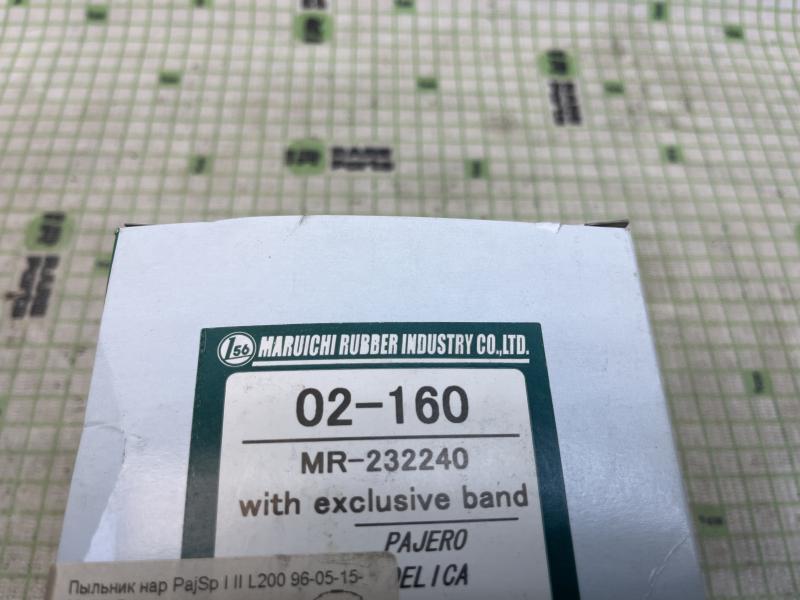 156 MARUICHI RUBBER INDUSTRY CO.,LTD.
02-160
MR-232240
with exclusive band
PAJERO
DELICA
Пыльник нар PajSp I II L200 96-05-15-